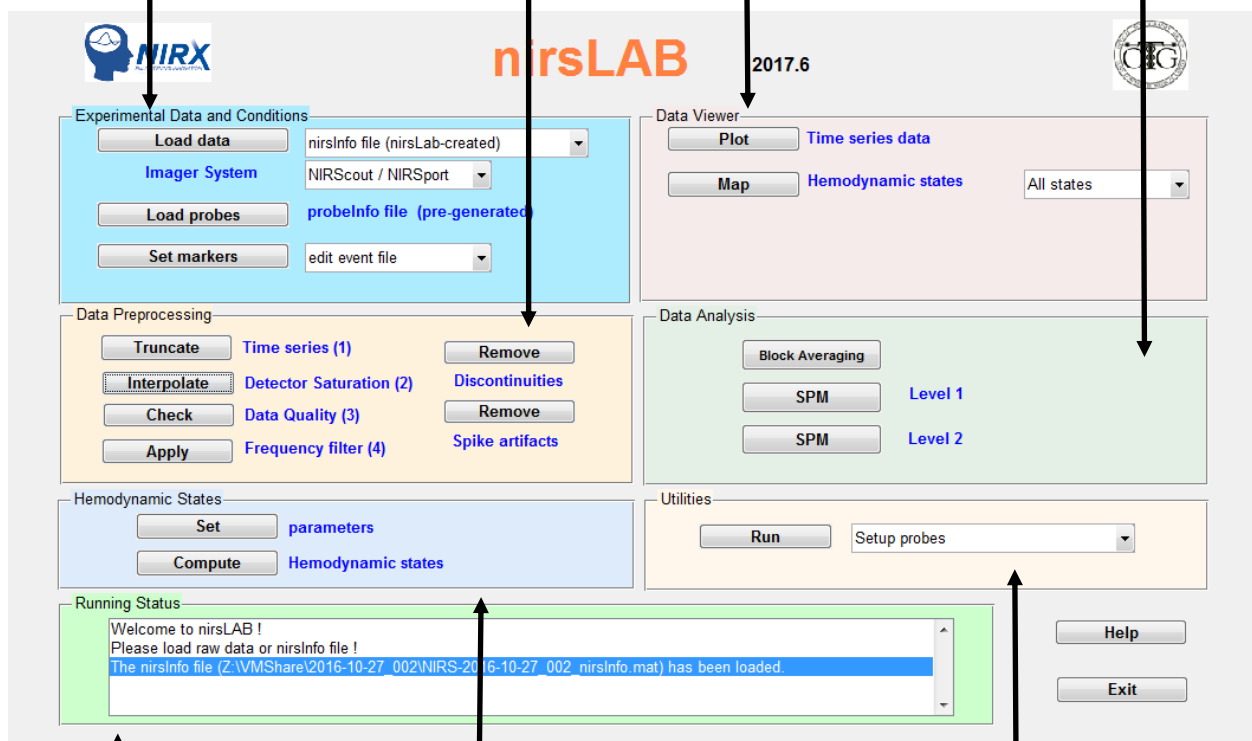 NIRX
nirsLAB 2017.6
Experimental Data and Conditions
Load data nirsInfo file (nirsLab-created)
Imager System NIRScout / NIRSport
Load probes probeInfo file (pre-generated)
Set markers edit event file
Data Viewer
Plot Time series data
Map Hemodynamic states All states
Data Preprocessing
Truncate Time series (1)
Interpolate Detector Saturation (2)
Check Data Quality (3)
Apply Frequency filter (4)
Remove
Discontinuities
Remove
Spike artifacts
Data Analysis
Block Averaging
SPM Level 1
SPM Level 2
Hemodynamic States
Set parameters
Compute Hemodynamic states
Utilities
Run Setup probes
Running Status
Welcome to nirsLAB !
Please load raw data or nirsInfo file !
The nirsInfo file (Z:\VMShare\2016-10-27_002\NIRS-2016-10-27_002_nirsInfo.mat) has been loaded.
Help
Exit